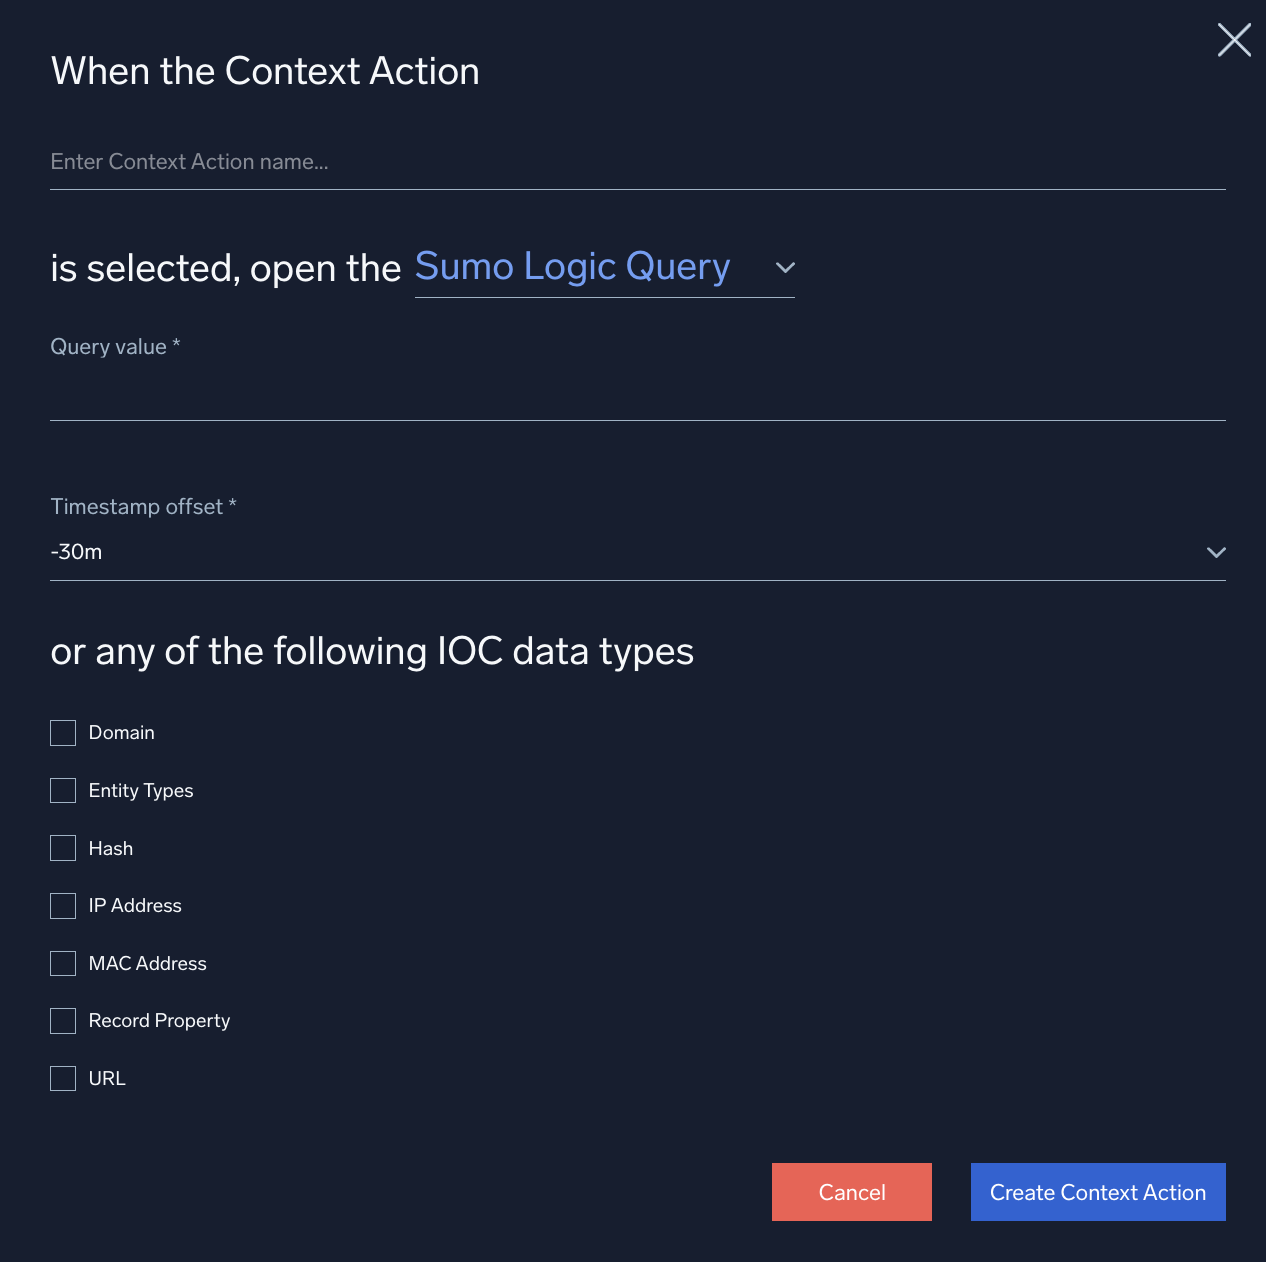 When the Context Action
Enter Context Action name...
is selected, open the Sumo Logic Query
Query value *
Timestamp offset *
-30m
or any of the following IOC data types
Domain
Entity Types
Hash
IP Address
MAC Address
Record Property
URL
Cancel Create Context Action